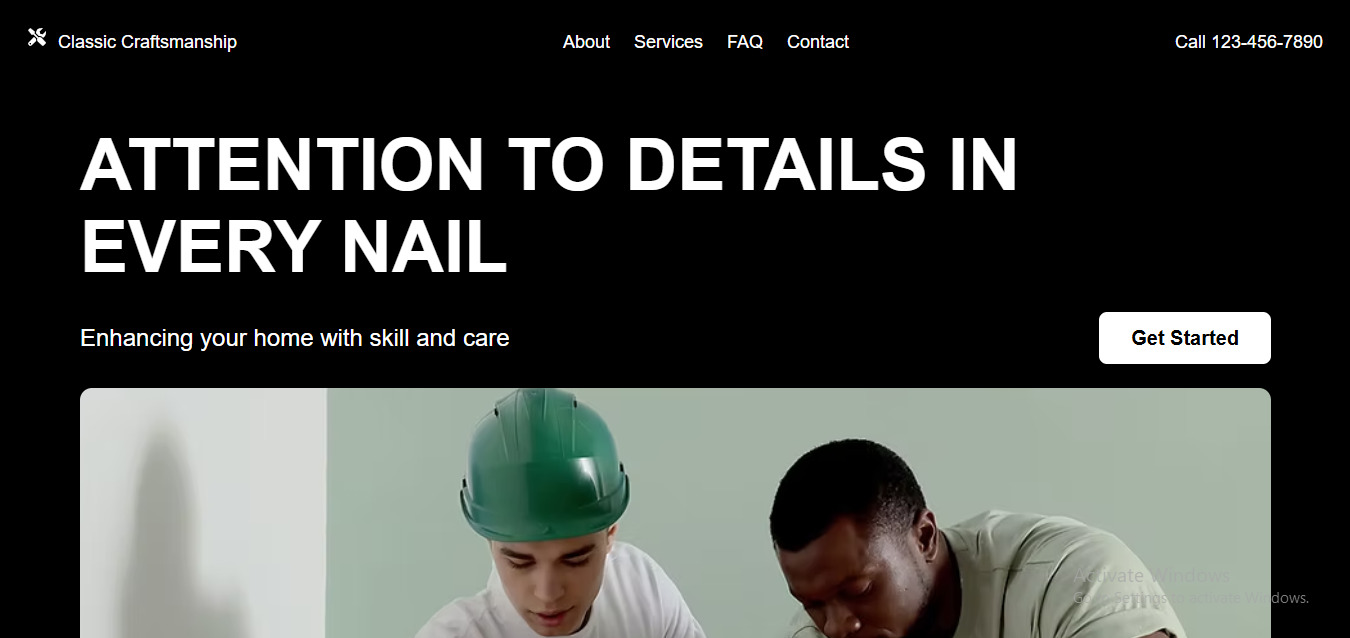 Classic Craftsmanship
About Services FAQ Contact
Call 123-456-7890
ATTENTION TO DETAILS IN
EVERY NAIL
Enhancing your home with skill and care
Get Started
Activate Windows
Go to Settings to activate Windows.